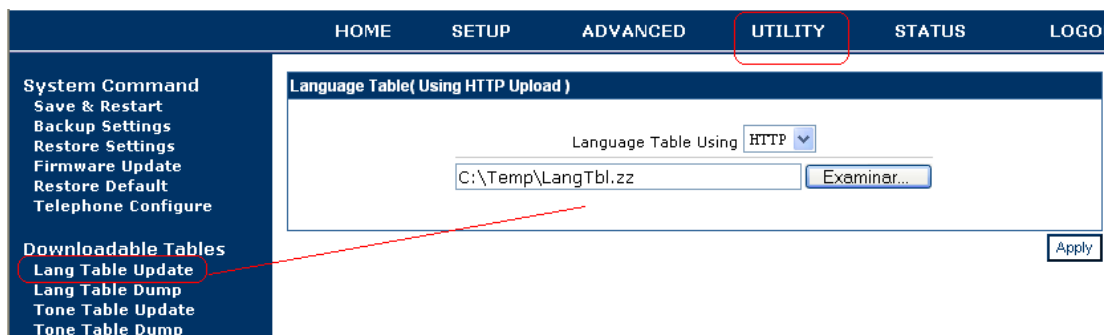 HOME SETUP ADVANCED UTILITY STATUS LOGO
System Command
Save & Restart
Backup Settings
Restore Settings
Firmware Update
Restore Default
Telephone Configure
Downloadable Tables
Lang Table Update
Lang Table Dump
Tone Table Update
Tone Table Dump
Language Table( Using HTTP Upload )
Language Table Using HTTP
C:\Temp\LangTbl.zz Examinar...
Apply